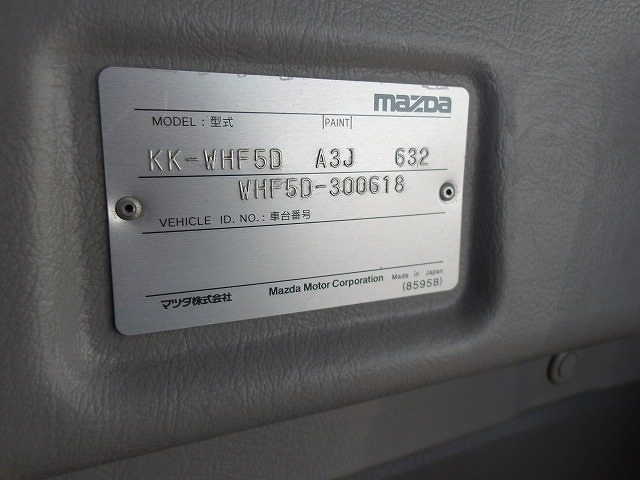 mazda
MODEL : 型式 PAINT
KK-WHF5D A3J 632
WHF5D-300618
VEHICLE ID. NO. : 車台番号
マツダ株式会社 Mazda Motor Corporation Made in Japan
(8595B)